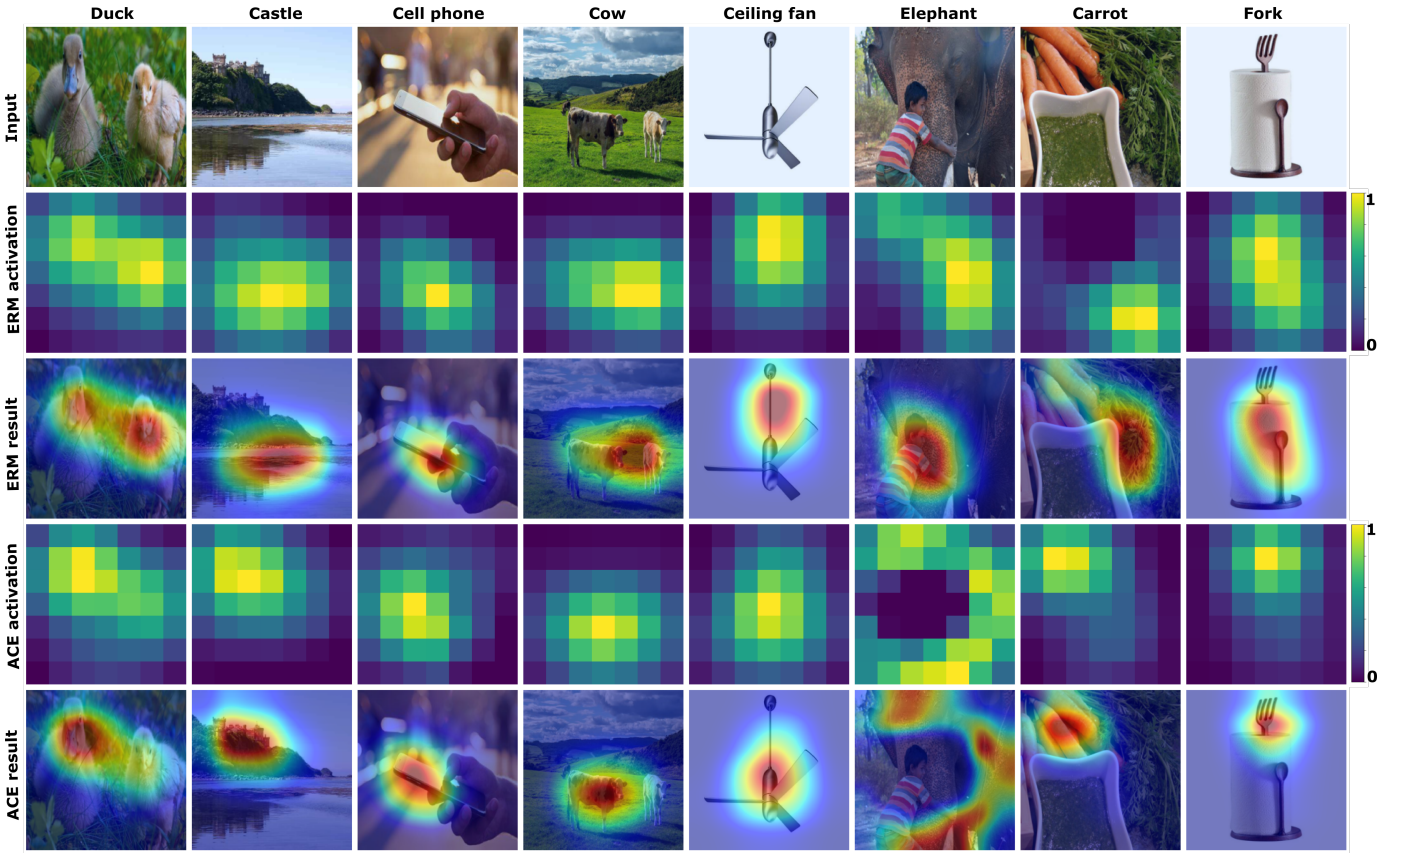 Duck Castle Cell phone Cow Ceiling fan Elephant Carrot Fork
Input
ERM activation
1
0
ERM result
ACE activation
1
0
ACE result